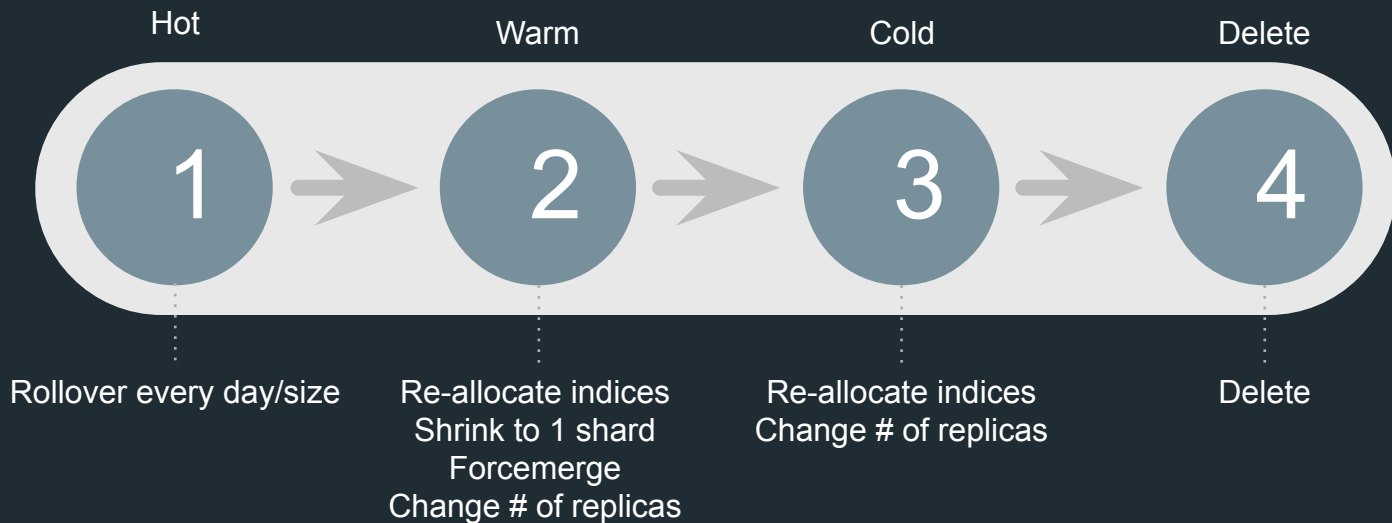 Hot
Warm
Cold
Delete
1
2
3
4
Rollover every day/size
Re-allocate indices
Shrink to 1 shard
Forcemerge
Change # of replicas
Re-allocate indices
Change # of replicas
Delete